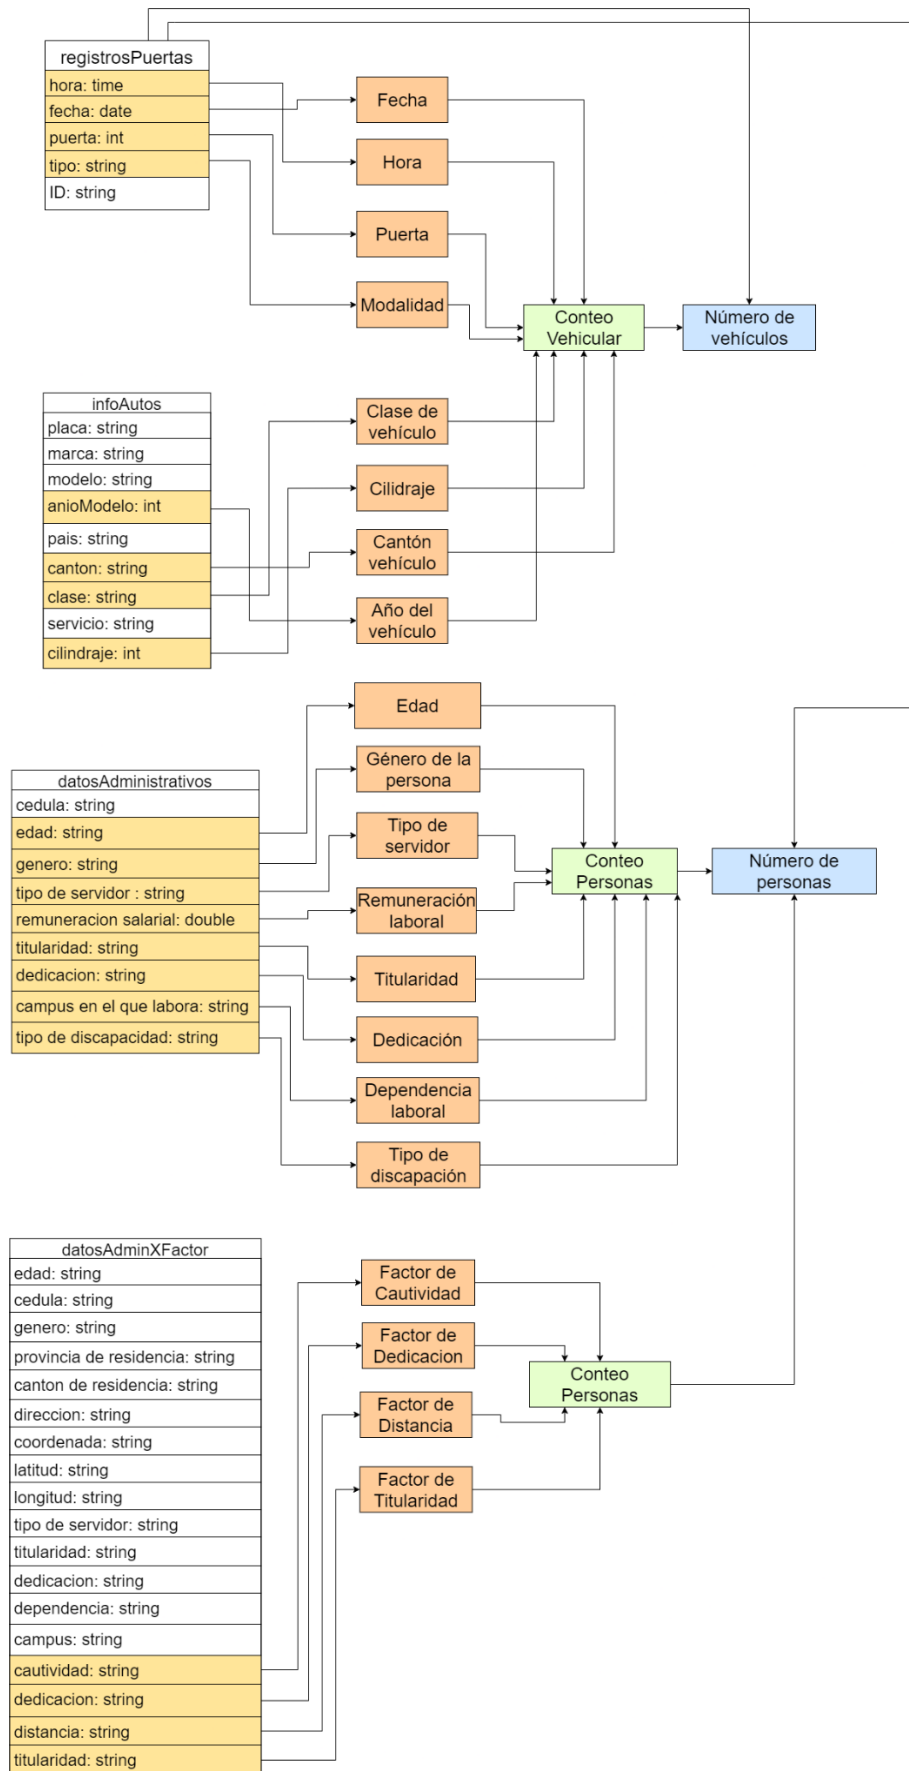 registrosPuertas
hora: time
fecha: date
puerta: int
tipo: string
ID: string
Fecha
Hora
Puerta
Modalidad
Conteo
Vehicular
Número de
vehículos
infoAutos
placa: string
marca: string
modelo: string
anioModelo: int
pais: string
canton: string
clase: string
servicio: string
cilindraje: int
Clase de
vehículo
Cilidraje
Cantón
vehículo
Año del
vehículo
datosAdministrativos
cedula: string
edad: string
genero: string
tipo de servidor : string
remuneracion salarial: double
titularidad: string
dedicacion: string
campus en el que labora: string
tipo de discapacidad: string
Edad
Género de la
persona
Tipo de
servidor
Remuneración
laboral
Titularidad
Dedicación
Dependencia
laboral
Tipo de
discapación
Conteo
Personas
Número de
personas
datosAdminXFactor
edad: string
cedula: string
genero: string
provincia de residencia: string
canton de residencia: string
direccion: string
coordenada: string
latitud: string
longitud: string
tipo de servidor: string
titularidad: string
dedicacion: string
dependencia: string
campus: string
cautividad: string
dedicacion: string
distancia: string
titularidad: string
Factor de
Cautividad
Factor de
Dedicacion
Factor de
Distancia
Factor de
Titularidad
Conteo
Personas